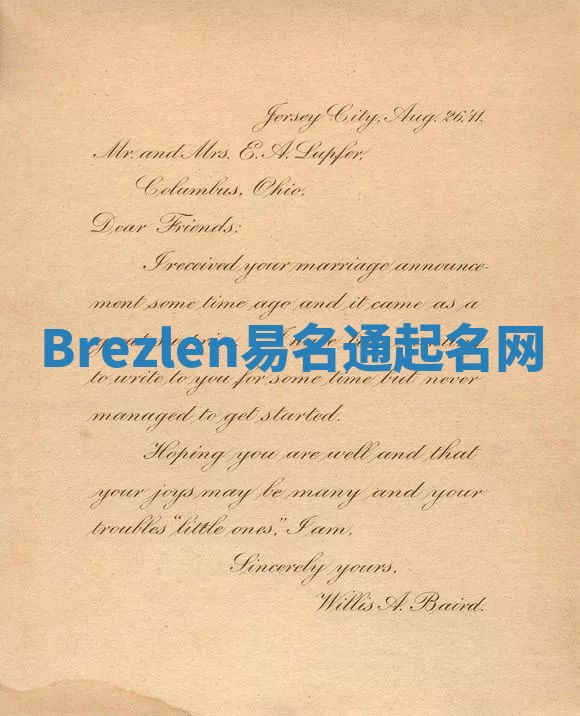 Jersey City, Aug. 26,'11.
Mr. and Mrs. E. A. Lupfer,
Columbus, Ohio.
Dear Friends:
I received your marriage announce-
ment some time ago and it came as a
Brezlen易名通起名网
to write to you for some time but never
managed to get started.
Hoping you are well and that
your joys may be many and your
troubles "little ones," I am,
Sincerely yours,
Willis A. Baird.